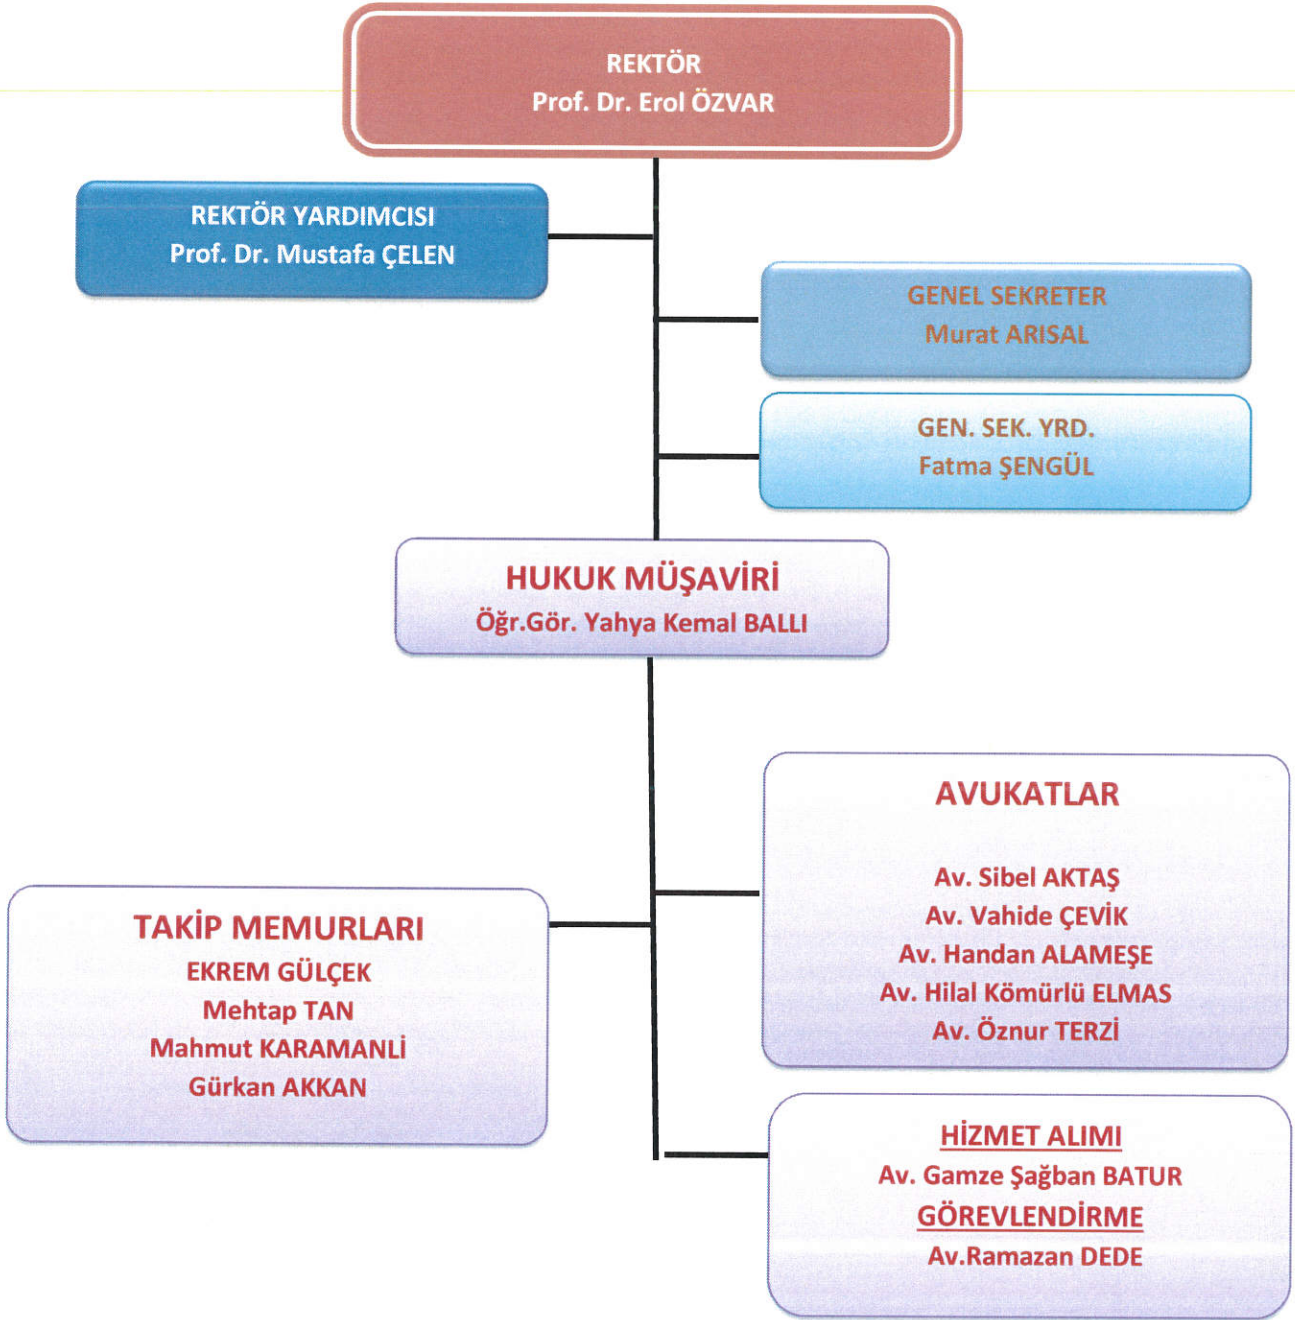 REKTÖR
Prof. Dr. Erol ÖZVAR
REKTÖR YARDIMCISI
Prof. Dr. Mustafa ÇELEN
GENEL SEKRETER
Murat ARISAL
GEN. SEK. YRD.
Fatma ŞENGÜL
HUKUK MÜŞAVİRİ
Öğr.Gör. Yahya Kemal BALLI
AVUKATLAR
Av. Sibel AKTAŞ
Av. Vahide ÇEVİK
Av. Handan ALAMEŞE
Av. Hilal Kömürlü ELMAS
Av. Öznur TERZİ
TAKİP MEMURLARI
EKREM GÜLÇEK
Mehtap TAN
Mahmut KARAMANLİ
Gürkan AKKAN
HİZMET ALIMI
Av. Gamze Şağban BATUR
GÖREVLENDİRME
Av.Ramazan DEDE